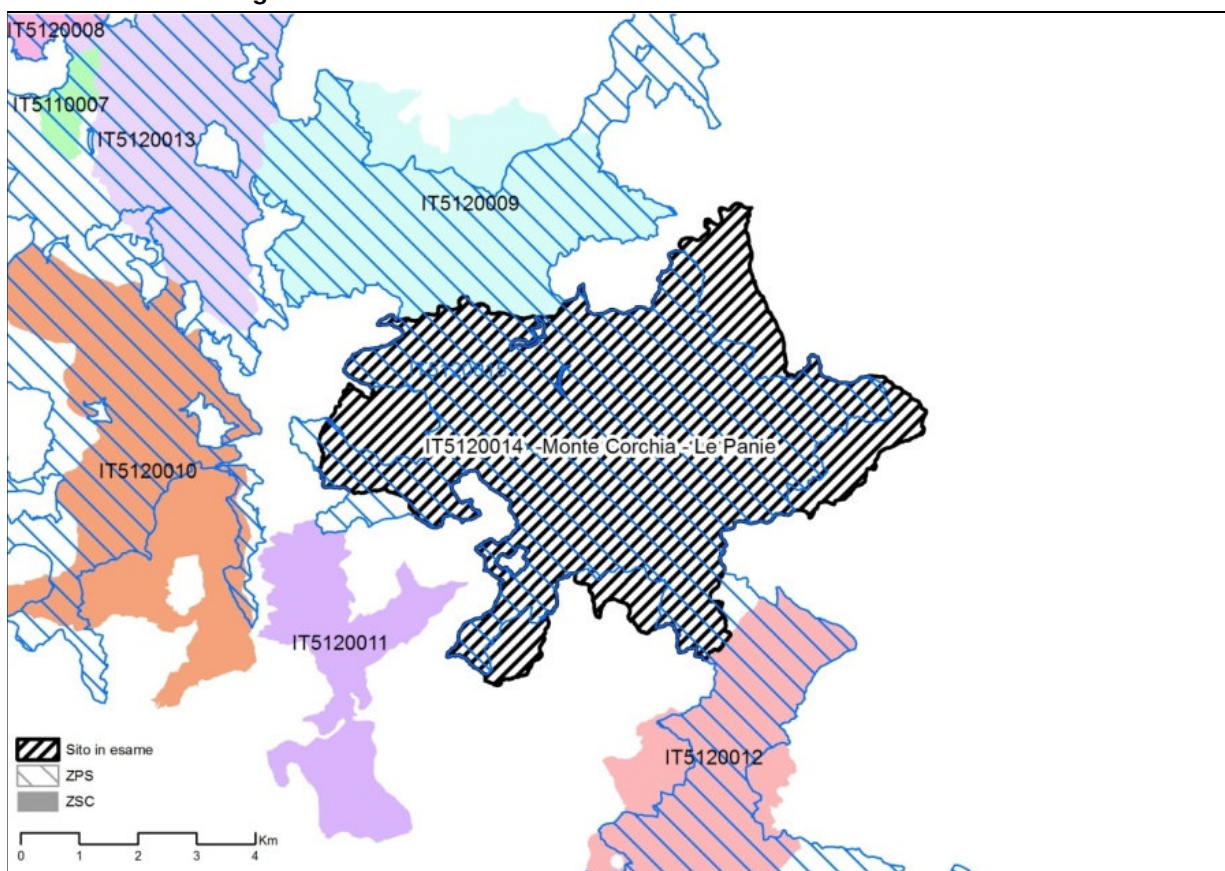 IT5120008
IT5110007
IT5120013
IT5120009
IT5120014 -Monte Corchia - Le Panie
IT5120010
IT5120011
IT5120012
Sito in esame
ZPS
ZSC
Km
0 1 2 3 4